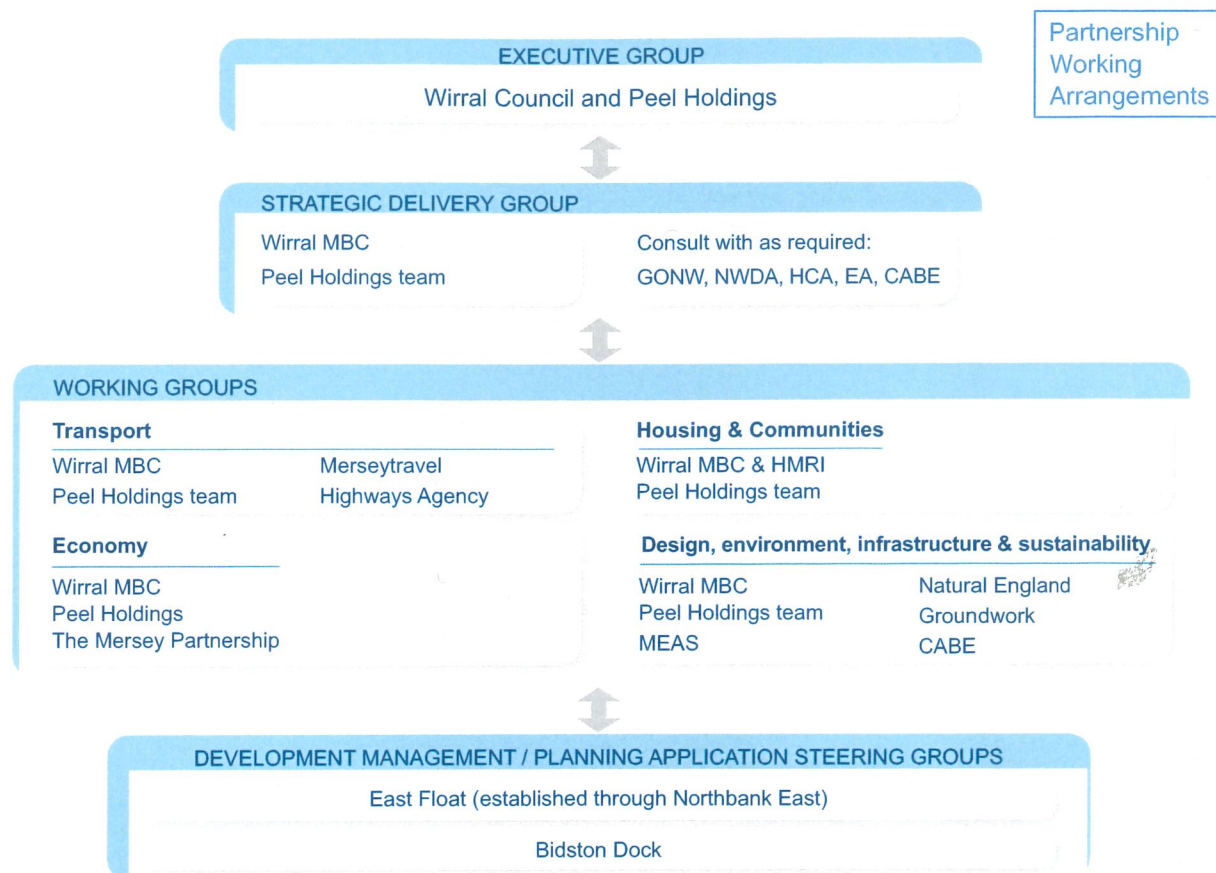 Partnership
Working
Arrangements
EXECUTIVE GROUP
Wirral Council and Peel Holdings
STRATEGIC DELIVERY GROUP
Wirral MBC
Peel Holdings team
Consult with as required:
GONW, NWDA, HCA, EA, CABE
WORKING GROUPS
Transport
Wirral MBC
Peel Holdings team
Merseytravel
Highways Agency
Housing & Communities
Wirral MBC & HMRI
Peel Holdings team
Economy
Wirral MBC
Peel Holdings
The Mersey Partnership
Design, environment, infrastructure & sustainability
Wirral MBC
Peel Holdings team
MEAS
Natural England
Groundwork
CABE
DEVELOPMENT MANAGEMENT / PLANNING APPLICATION STEERING GROUPS
East Float (established through Northbank East)
Bidston Dock